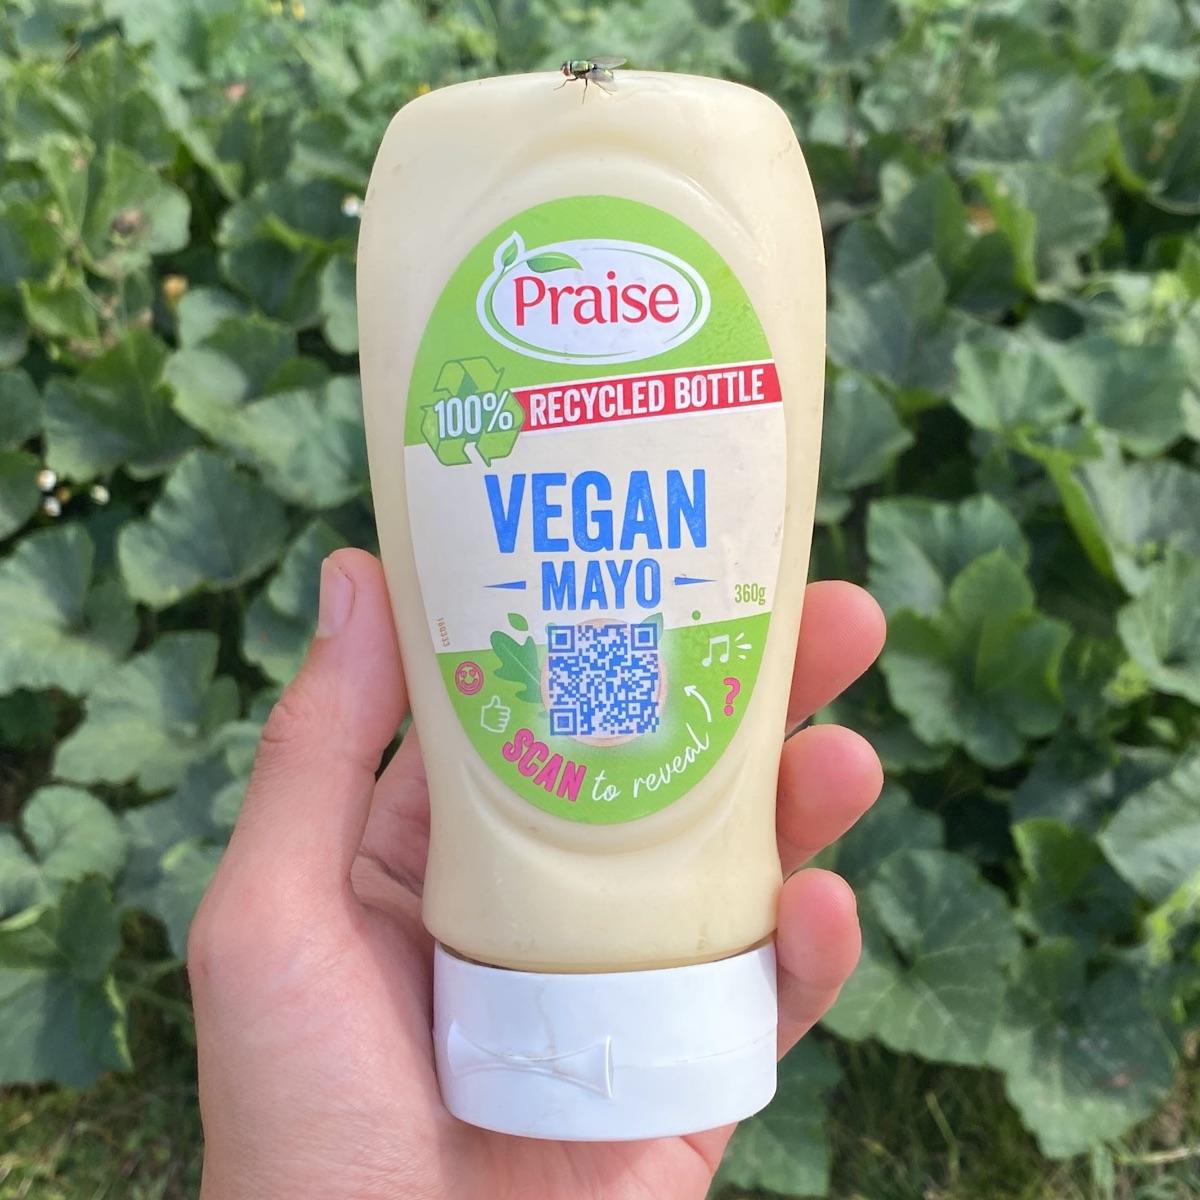 Praise
100% RECYCLED BOTTLE
VEGAN
MAYO
360g
SCAN to reveal
?